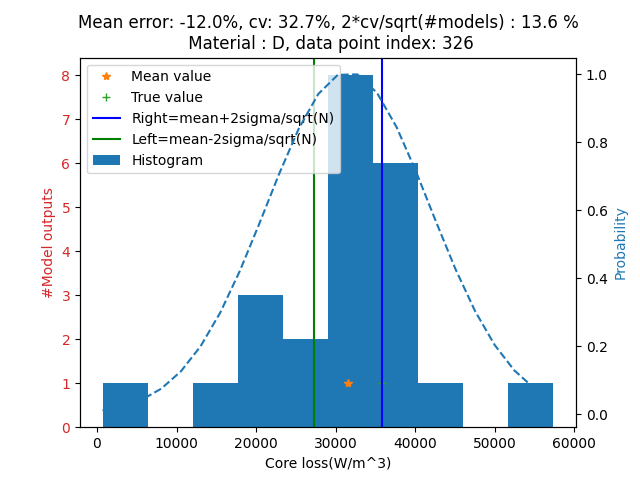 Mean error: -12.0%, cv: 32.7%, 2*cv/sqrt(#models) : 13.6 %
Material : D, data point index: 326
Mean value
True value
Right=mean+2sigma/sqrt(N)
Left=mean-2sigma/sqrt(N)
Histogram
8
7
6
5
4
3
2
1
0
#Model outputs
1.0
0.8
0.6
0.4
0.2
0.0
Probability
0
10000
20000
30000
40000
50000
60000
Core loss(W/m^3)